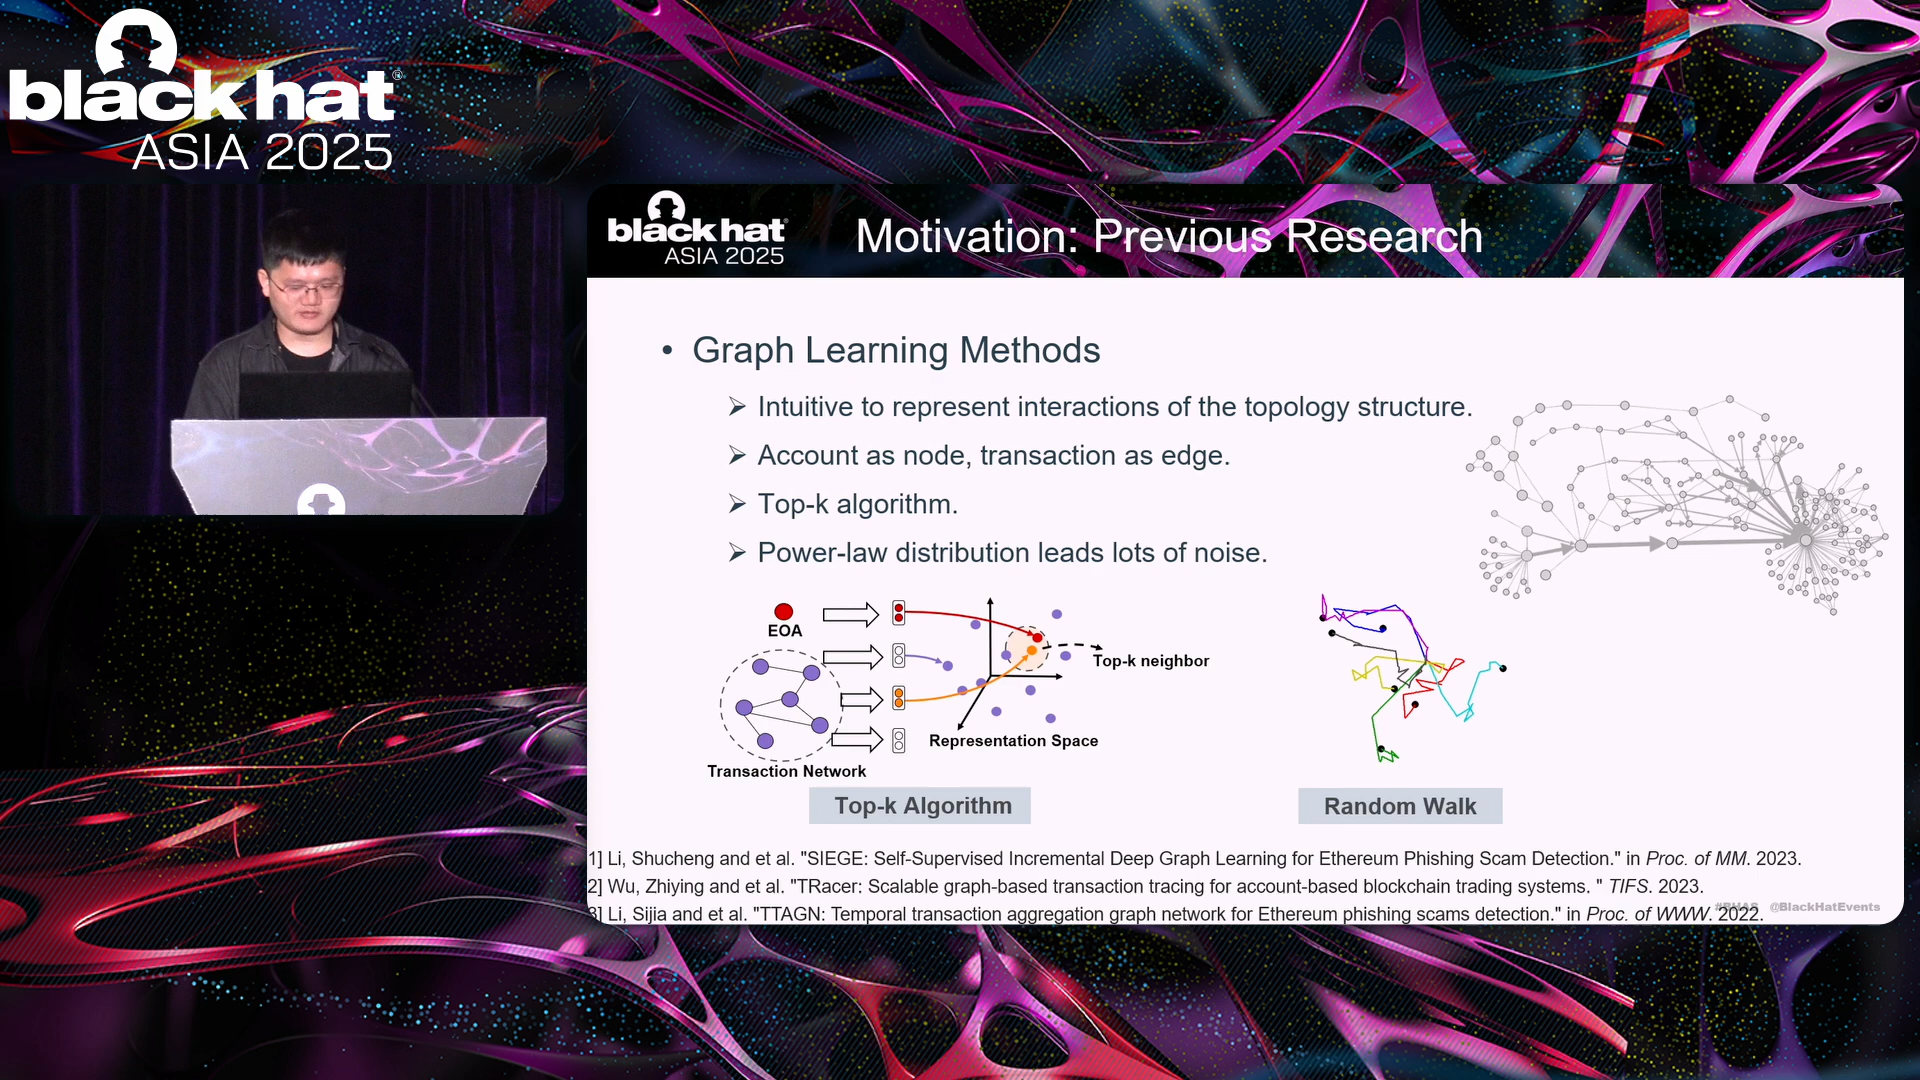 blackhat®
ASIA 2025
blackhat®
ASIA 2025
Motivation: Previous Research
• Graph Learning Methods
➢ Intuitive to represent interactions of the topology structure.
➢ Account as node, transaction as edge.
➢ Top-k algorithm.
➢ Power-law distribution leads lots of noise.
EOA
Top-k neighbor
Representation Space
Transaction Network
Top-k Algorithm
Random Walk
1] Li, Shucheng and et al. "SIEGE: Self-Supervised Incremental Deep Graph Learning for Ethereum Phishing Scam Detection." in Proc. of MM. 2023.
2] Wu, Zhiying and et al. "TRacer: Scalable graph-based transaction tracing for account-based blockchain trading systems. " TIFS. 2023.
3] Li, Sijia and et al. "TTAGN: Temporal transaction aggregation graph network for Ethereum phishing scams detection." in Proc. of WWW. 2022.
#BHAS @BlackHatEvents